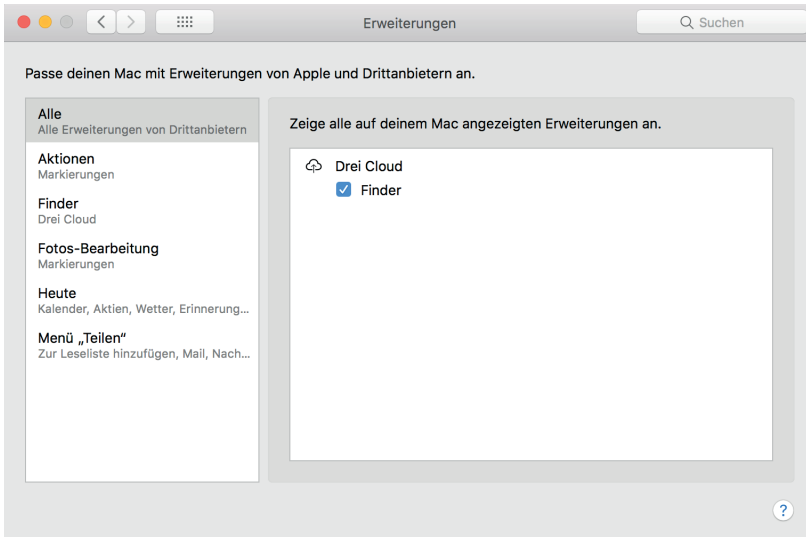 Erweiterungen
Suchen
Passe deinen Mac mit Erweiterungen von Apple und Drittanbietern an.
Alle
Alle Erweiterungen von Drittanbietern
Aktionen
Markierungen
Finder
Drei Cloud
Fotos-Bearbeitung
Markierungen
Heute
Kalender, Aktien, Wetter, Erinnerung...
Menü „Teilen“
Zur Leseliste hinzufügen, Mail, Nach...
Zeige alle auf deinem Mac angezeigten Erweiterungen an.
Drei Cloud
Finder
?